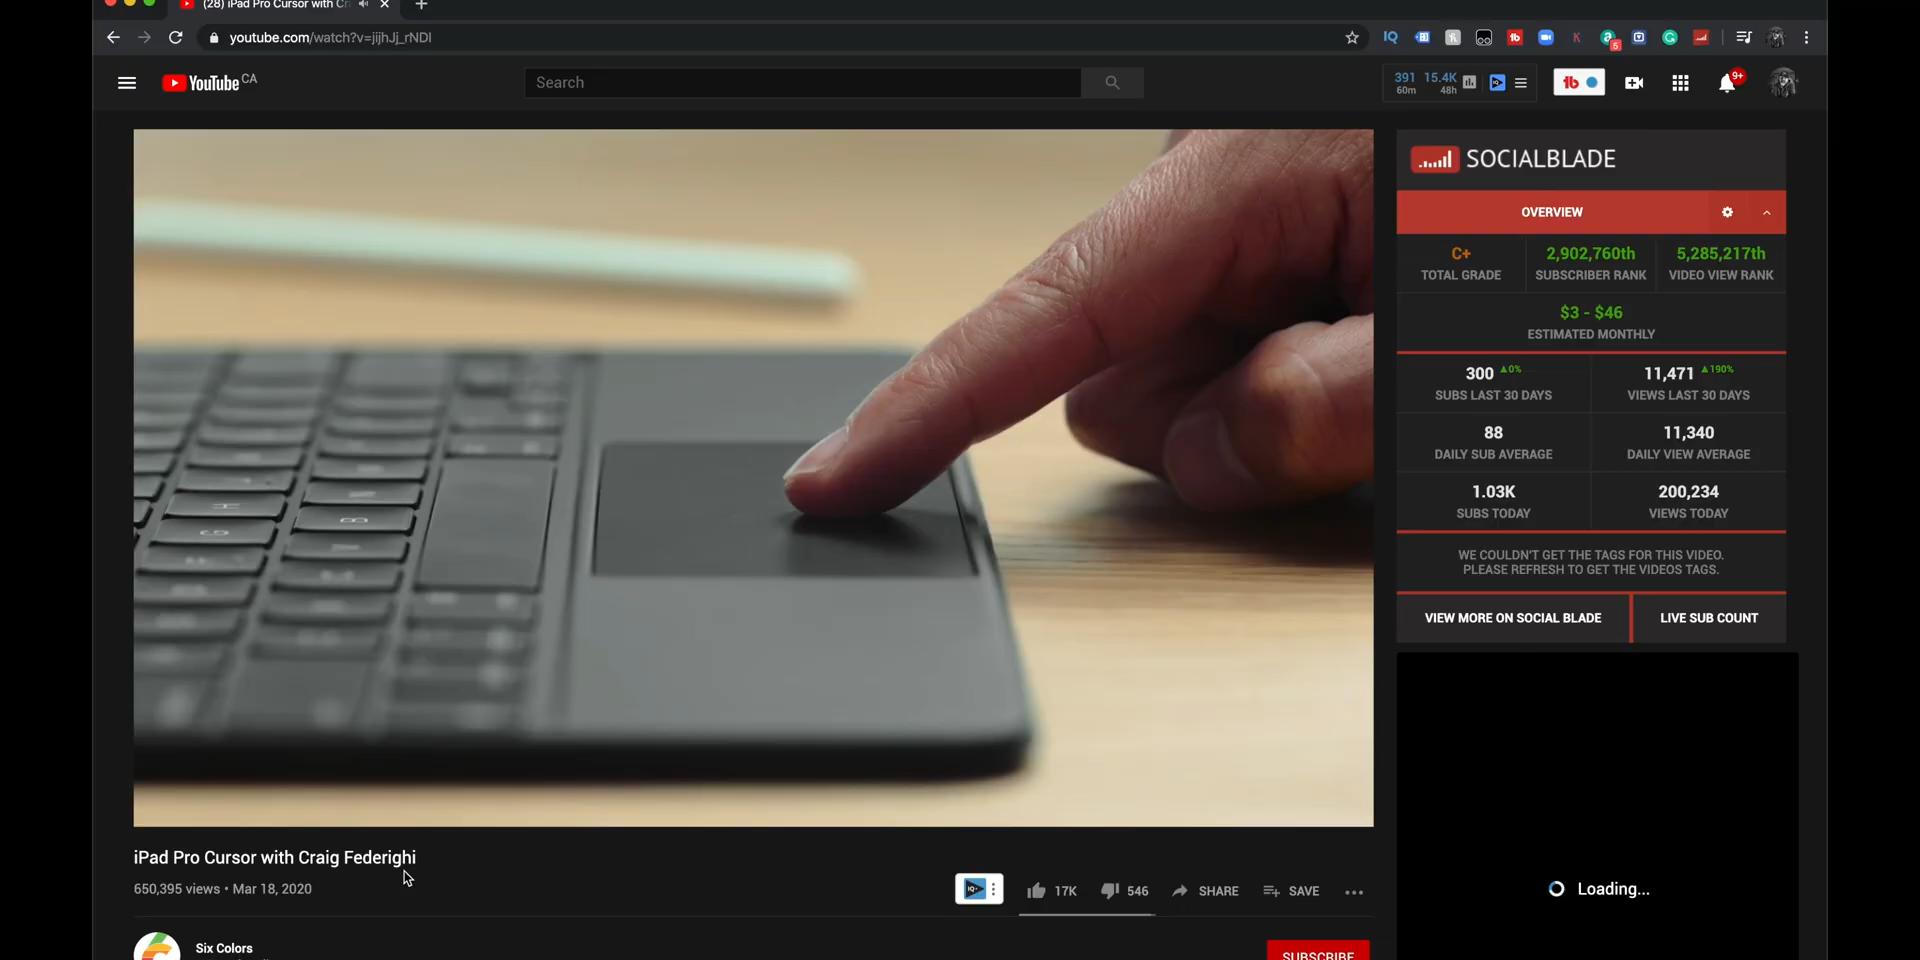 (28) iPad Pro Cursor with Cr
youtube.com/watch?v=jijhJj_rNDI
YouTube CA
Search
391 15.4K
60m 48h
9+
SOCIALBLADE
OVERVIEW
C+ 2,902,760th 5,285,217th
TOTAL GRADE SUBSCRIBER RANK VIDEO VIEW RANK
$3 - $46
ESTIMATED MONTHLY
300 ▲0% 11,471 ▲190%
SUBS LAST 30 DAYS VIEWS LAST 30 DAYS
88 11,340
DAILY SUB AVERAGE DAILY VIEW AVERAGE
1.03K 200,234
SUBS TODAY VIEWS TODAY
WE COULDN'T GET THE TAGS FOR THIS VIDEO.
PLEASE REFRESH TO GET THE VIDEOS TAGS.
VIEW MORE ON SOCIAL BLADE LIVE SUB COUNT
Loading...
iPad Pro Cursor with Craig Federighi
650,395 views • Mar 18, 2020
17K 546 SHARE SAVE
Six Colors
SUBSCRIBE